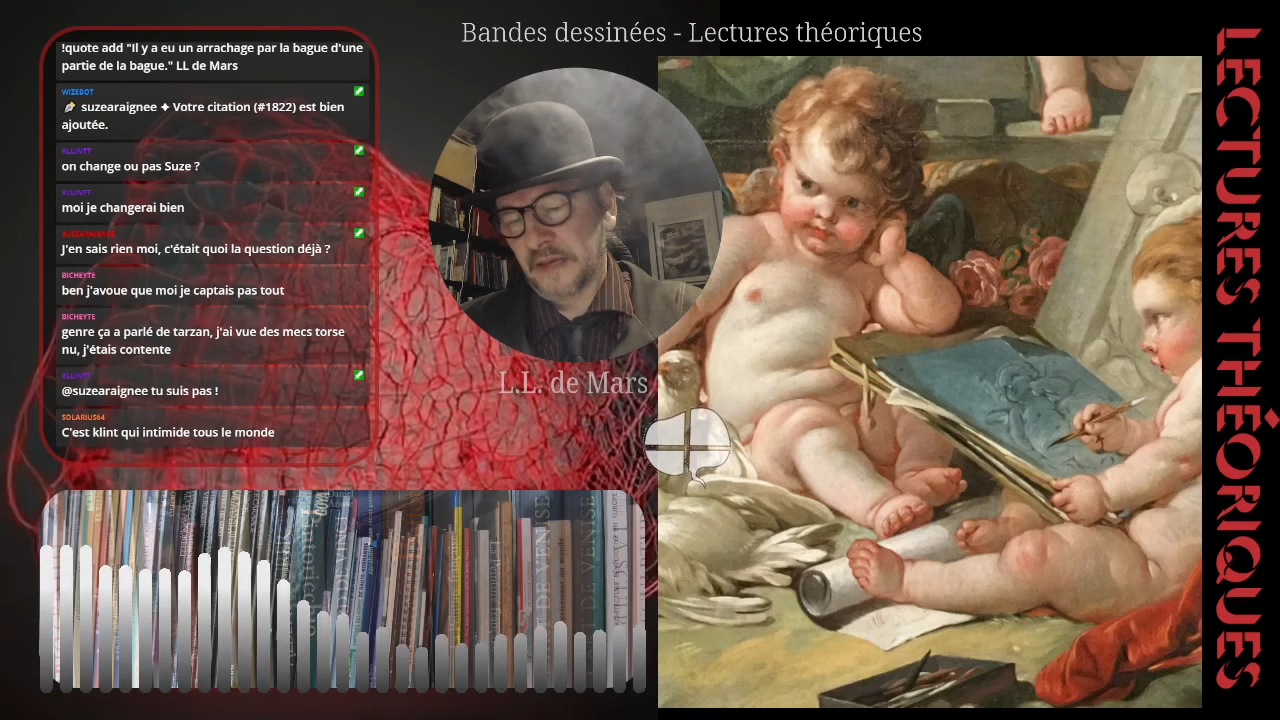 Bandes dessinées - Lectures théoriques
!quote add "Il y a eu un arrachage par la bague d'une
partie de la bague." LL de Mars
WIZEBOT
suzearaignee ✦ Votre citation (#1822) est bien
ajoutée.
KLLINTT
on change ou pas Suze ?
KLLINTT
moi je changerai bien
SUZEARAIGNEE
J'en sais rien moi, c'était quoi la question déjà ?
BICHEYTE
ben j'avoue que moi je captais pas tout
BICHEYTE
genre ça a parlé de tarzan, j'ai vue des mecs torse
nu, j'étais contente
KLLINTT
@suzearaignee tu suis pas !
SOLARIUS64
C'est klint qui intimide tous le monde
L.L. de Mars
DE VENISE
LECTURES THÉORIQUES